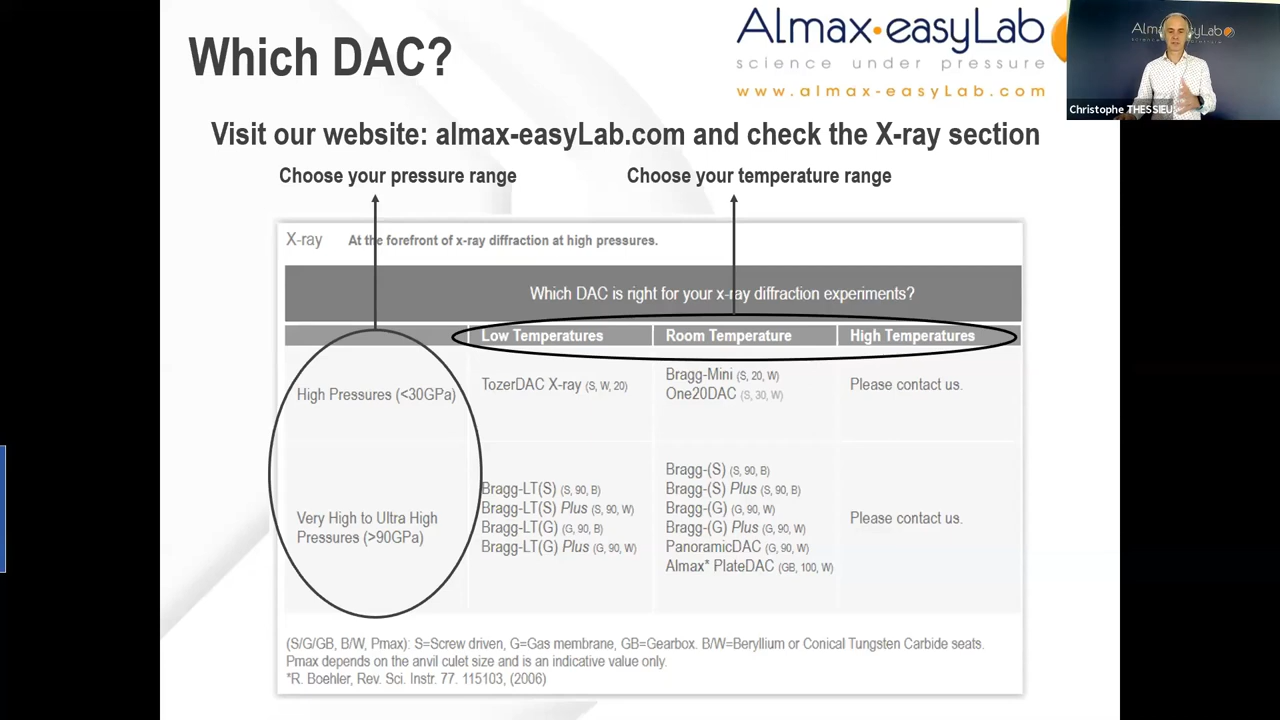 Which DAC?
Almax·easyLab
science under pressure
www.almax-easyLab.com
Almax easyLab
science under pressure
Christophe THESSIEU
Visit our website: almax-easyLab.com and check the X-ray section
Choose your pressure range
Choose your temperature range
X-ray At the forefront of x-ray diffraction at high pressures.
Which DAC is right for your x-ray diffraction experiments?
Low Temperatures Room Temperature High Temperatures
High Pressures (<30GPa)
TozerDAC X-ray (S, W, 20)
Bragg-Mini (S, 20, W)
One20DAC (S, 30, W)
Please contact us.
Very High to Ultra High
Pressures (>90GPa)
Bragg-LT(S) (S, 90, B)
Bragg-LT(S) Plus (S, 90, W)
Bragg-LT(G) (G, 90, B)
Bragg-LT(G) Plus (G, 90, W)
Bragg-(S) (S, 90, B)
Bragg-(S) Plus (S, 90, B)
Bragg-(G) (G, 90, W)
Bragg-(G) Plus (G, 90, W)
PanoramicDAC (G, 90, W)
Almax* PlateDAC (GB, 100, W)
Please contact us.
(S/G/GB, B/W, Pmax): S=Screw driven, G=Gas membrane, GB=Gearbox. B/W=Beryllium or Conical Tungsten Carbide seats.
Pmax depends on the anvil culet size and is an indicative value only.
*R. Boehler, Rev. Sci. Instr. 77. 115103, (2006)